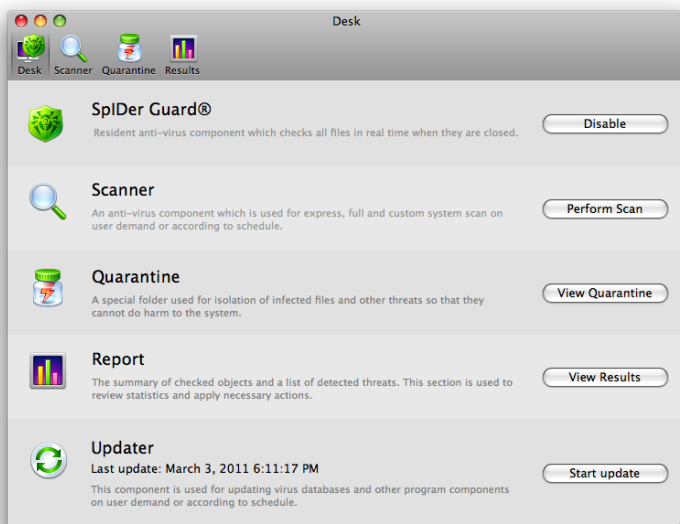 Desk
Desk
Scanner
Quarantine
Results
SpIDer Guard®
Resident anti-virus component which checks all files in real time when they are closed.
Disable
Scanner
An anti-virus component which is used for express, full and custom system scan on
user demand or according to schedule.
Perform Scan
Quarantine
A special folder used for isolation of infected files and other threats so that they
cannot do harm to the system.
View Quarantine
Report
The summary of checked objects and a list of detected threats. This section is used to
review statistics and apply necessary actions.
View Results
Updater
Last update: March 3, 2011 6:11:17 PM
This component is used for updating virus databases and other program components
on user demand or according to schedule.
Start update